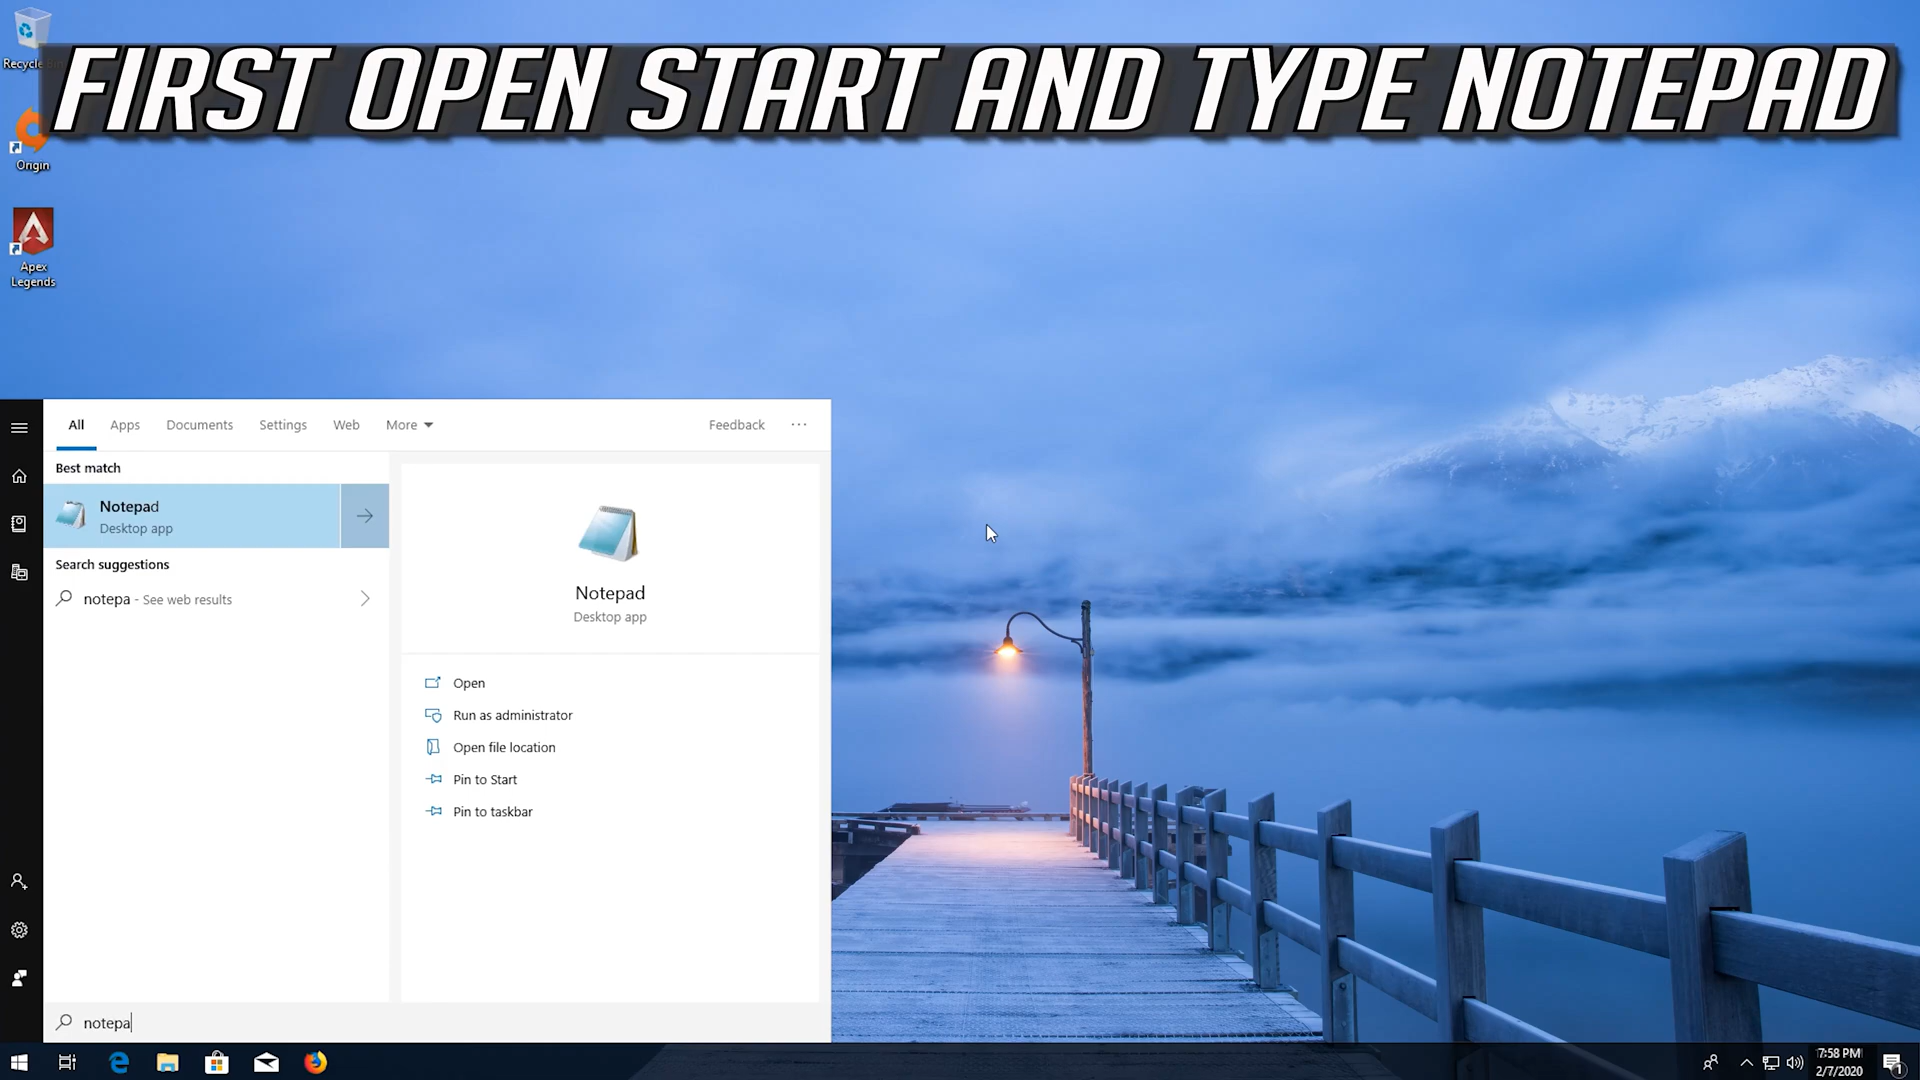 FIRST OPEN START AND TYPE NOTEPAD
Recycle
Origin
Apex
Legends
All Apps Documents Settings Web More Feedback ...
Best match
Notepad
Desktop app
Search suggestions
notepa - See web results
Notepad
Desktop app
Open
Run as administrator
Open file location
Pin to Start
Pin to taskbar
notepa
7:58 PM
2/7/2020
1